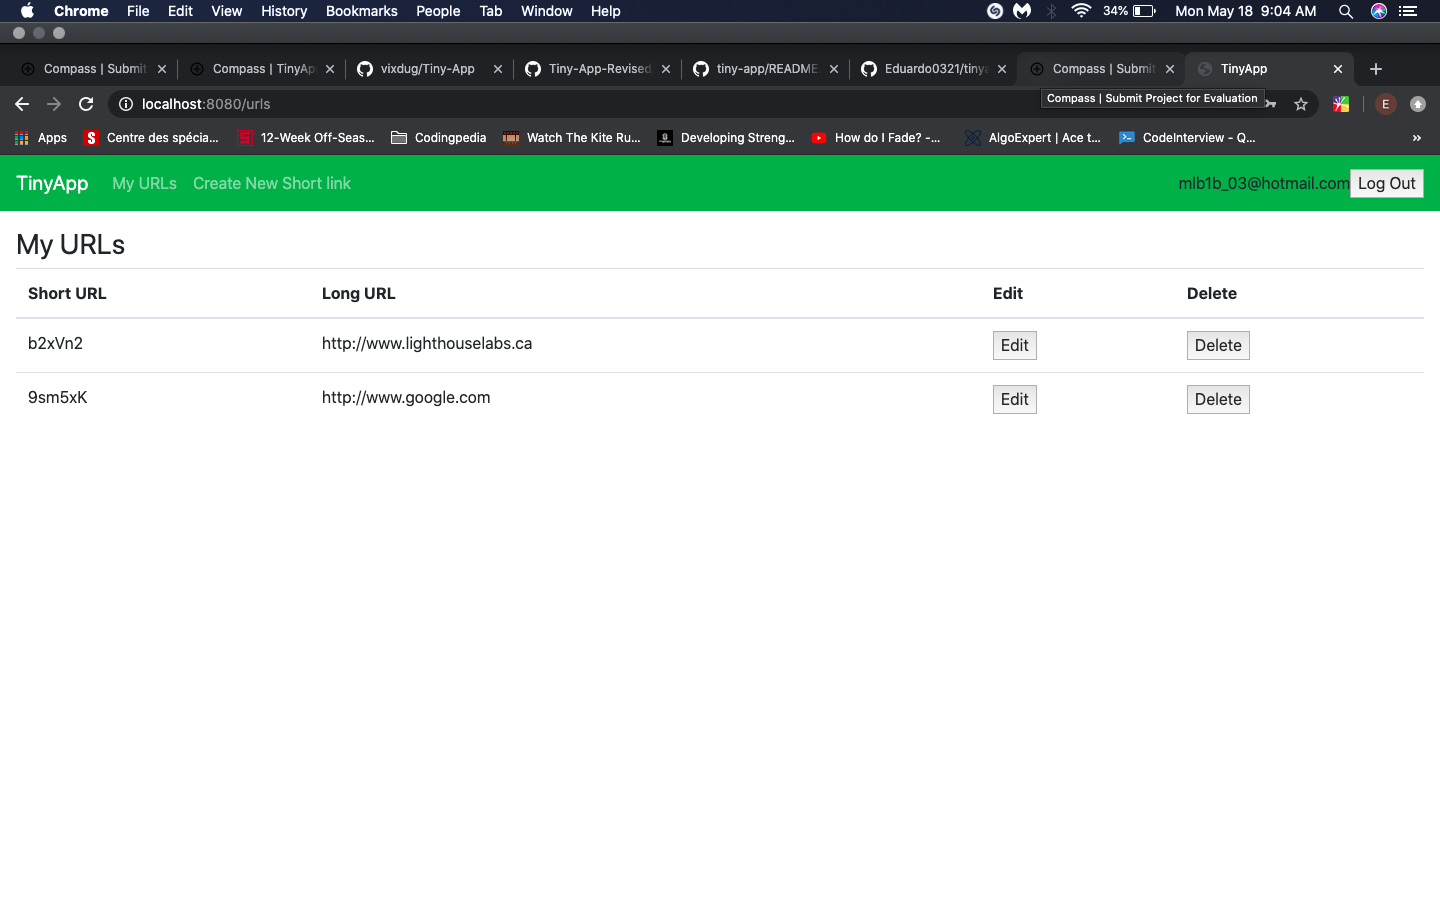 Chrome File Edit View History Bookmarks People Tab Window Help 34% Mon May 18 9:04 AM
Compass | Submit Compass | TinyAp vixdug/Tiny-App Tiny-App-Revised tiny-app/README. Eduardo0321/tinya Compass | Submit TinyApp
localhost:8080/urls E
Compass | Submit Project for Evaluation
Apps Centre des spécia... 12-Week Off-Seas... Codingpedia Watch The Kite Ru... Developing Streng... How do I Fade? -... AlgoExpert | Ace t... CodeInterview - Q... »
TinyApp My URLs Create New Short link mlb1b_03@hotmail.com Log Out
My URLs
Short URL Long URL Edit Delete
b2xVn2 http://www.lighthouselabs.ca Edit Delete
9sm5xK http://www.google.com Edit Delete